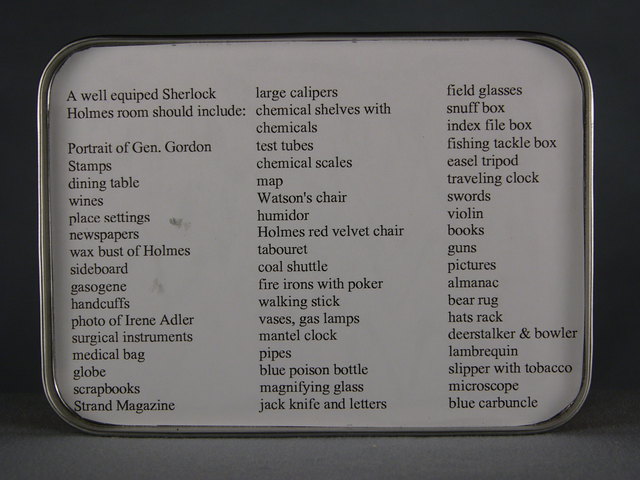 A well equiped Sherlock
Holmes room should include:
Portrait of Gen. Gordon
Stamps
dining table
wines
place settings
newspapers
wax bust of Holmes
sideboard
gasogene
handcuffs
photo of Irene Adler
surgical instruments
medical bag
globe
scrapbooks
Strand Magazine
large calipers
chemical shelves with
chemicals
test tubes
chemical scales
map
Watson's chair
humidor
Holmes red velvet chair
tabouret
coal shuttle
fire irons with poker
walking stick
vases, gas lamps
mantel clock
pipes
blue poison bottle
magnifying glass
jack knife and letters
field glasses
snuff box
index file box
fishing tackle box
easel tripod
traveling clock
swords
violin
books
guns
pictures
almanac
bear rug
hats rack
deerstalker & bowler
lambrequin
slipper with tobacco
microscope
blue carbuncle